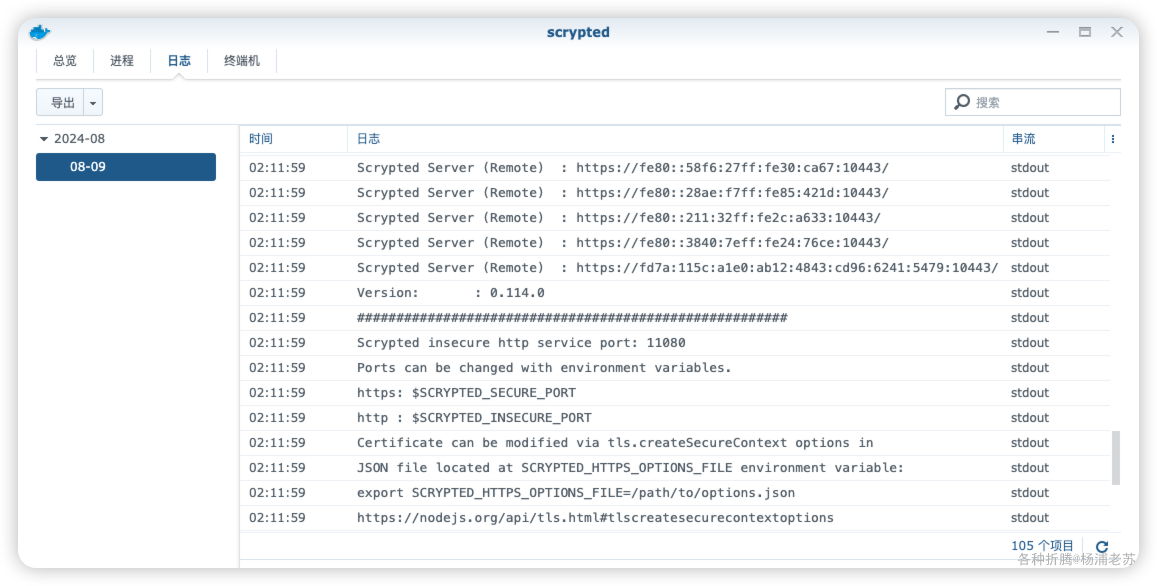 scrypted
总览 进程 日志 终端机
导出 搜索
2024-08
08-09
时间 日志 串流
02:11:59 Scrypted Server (Remote)  : https://fe80::58f6:27ff:fe30:ca67:10443/ stdout
02:11:59 Scrypted Server (Remote)  : https://fe80::28ae:f7ff:fe85:421d:10443/ stdout
02:11:59 Scrypted Server (Remote)  : https://fe80::211:32ff:fe2c:a633:10443/ stdout
02:11:59 Scrypted Server (Remote)  : https://fe80::3840:7eff:fe24:76ce:10443/ stdout
02:11:59 Scrypted Server (Remote)  : https://fd7a:115c:a1e0:ab12:4843:cd96:6241:5479:10443/ stdout
02:11:59 Version:       : 0.114.0 stdout
02:11:59 ####################################################### stdout
02:11:59 Scrypted insecure http service port: 11080 stdout
02:11:59 Ports can be changed with environment variables. stdout
02:11:59 https: $SCRYPTED_SECURE_PORT stdout
02:11:59 http : $SCRYPTED_INSECURE_PORT stdout
02:11:59 Certificate can be modified via tls.createSecureContext options in stdout
02:11:59 JSON file located at SCRYPTED_HTTPS_OPTIONS_FILE environment variable: stdout
02:11:59 export SCRYPTED_HTTPS_OPTIONS_FILE=/path/to/options.json stdout
02:11:59 https://nodejs.org/api/tls.html#tlscreatesecurecontextoptions stdout
105 个项目
各种折腾@杨浦老苏